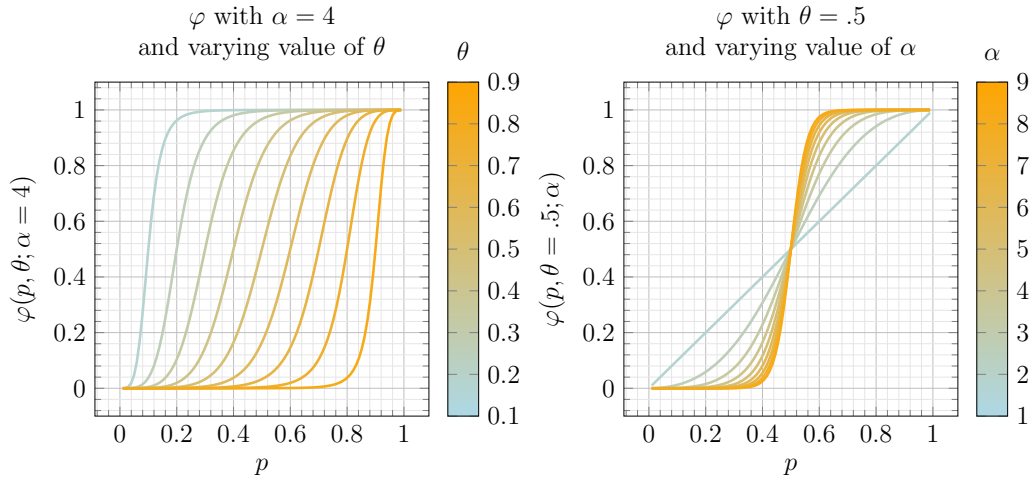 φ with α = 4
and varying value of θ
θ
φ(p, θ; α = 4)
1
0.8
0.6
0.4
0.2
0
0 0.2 0.4 0.6 0.8 1
p
0.9
0.8
0.7
0.6
0.5
0.4
0.3
0.2
0.1
φ with θ = .5
and varying value of α
α
φ(p, θ = .5; α)
1
0.8
0.6
0.4
0.2
0
0 0.2 0.4 0.6 0.8 1
p
9
8
7
6
5
4
3
2
1